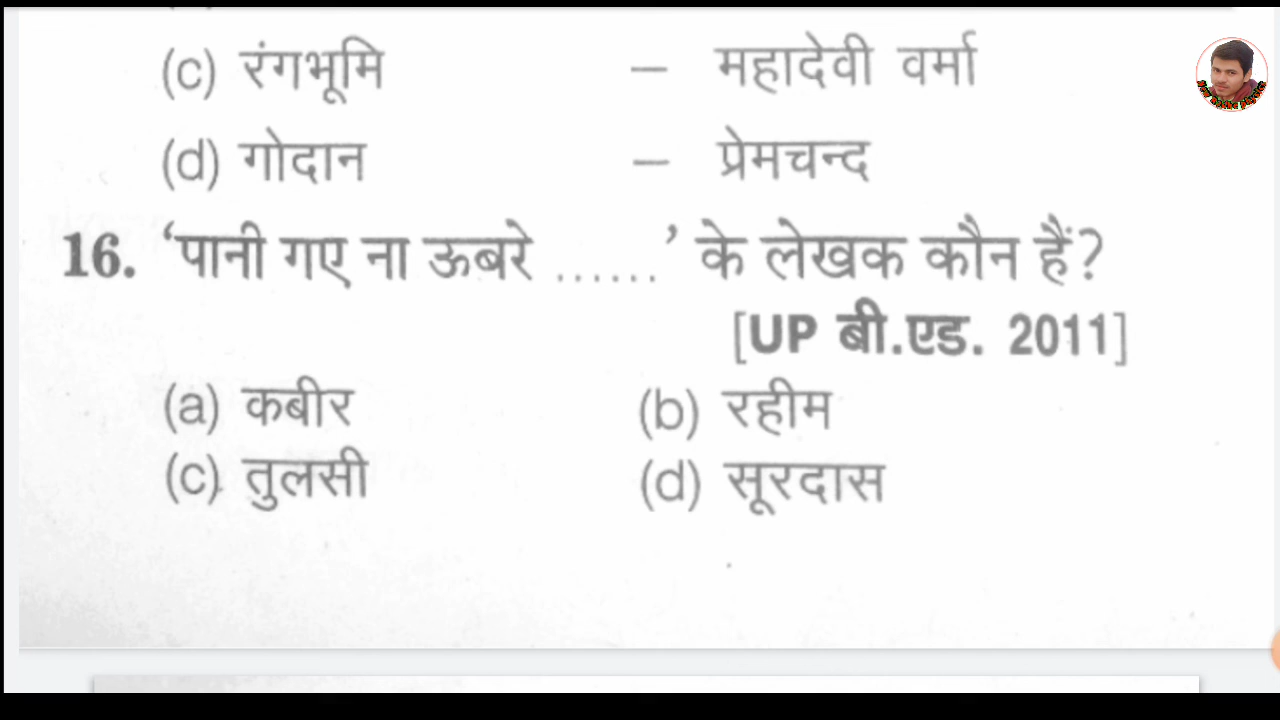 (c) रंगभूमि – महादेवी वर्मा
(d) गोदान – प्रेमचन्द
16. ‘पानी गए ना ऊबरे ......’ के लेखक कौन हैं?
[UP बी.एड. 2011]
(a) कबीर (b) रहीम
(c) तुलसी (d) सूरदास